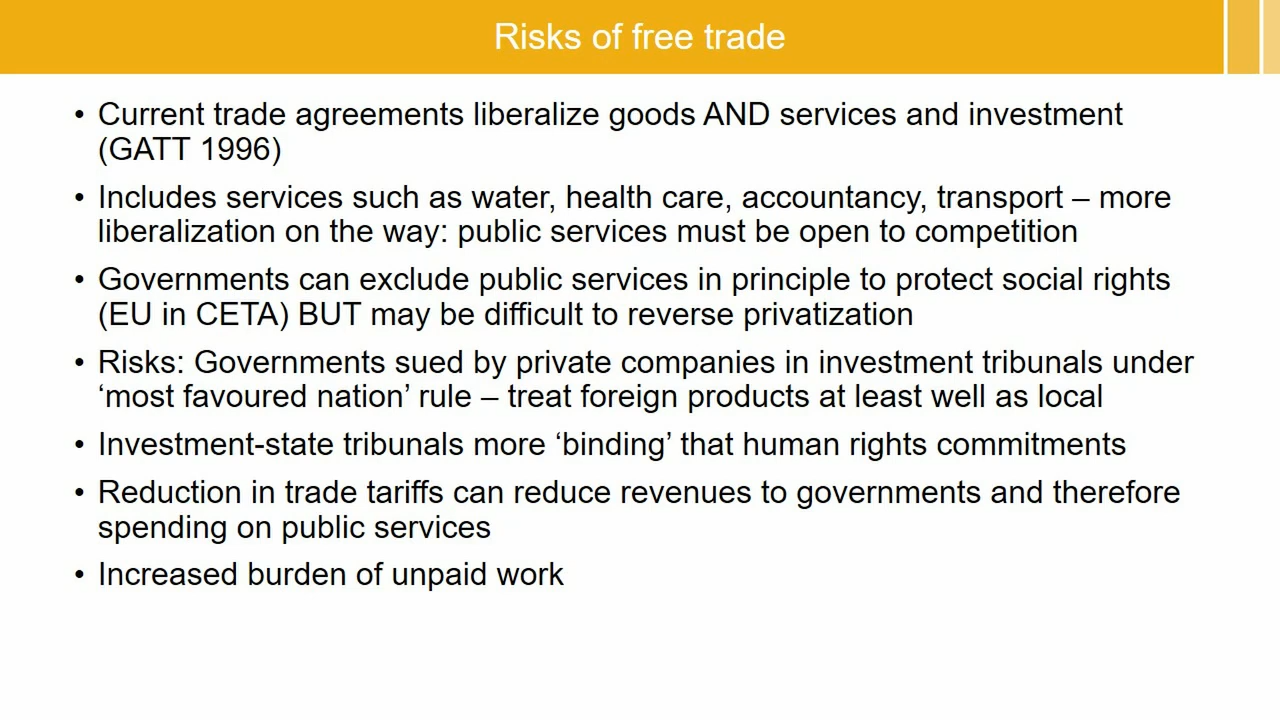 Risks of free trade
• Current trade agreements liberalize goods AND services and investment
(GATT 1996)
• Includes services such as water, health care, accountancy, transport – more
liberalization on the way: public services must be open to competition
• Governments can exclude public services in principle to protect social rights
(EU in CETA) BUT may be difficult to reverse privatization
• Risks: Governments sued by private companies in investment tribunals under
‘most favoured nation’ rule – treat foreign products at least well as local
• Investment-state tribunals more ‘binding’ that human rights commitments
• Reduction in trade tariffs can reduce revenues to governments and therefore
spending on public services
• Increased burden of unpaid work